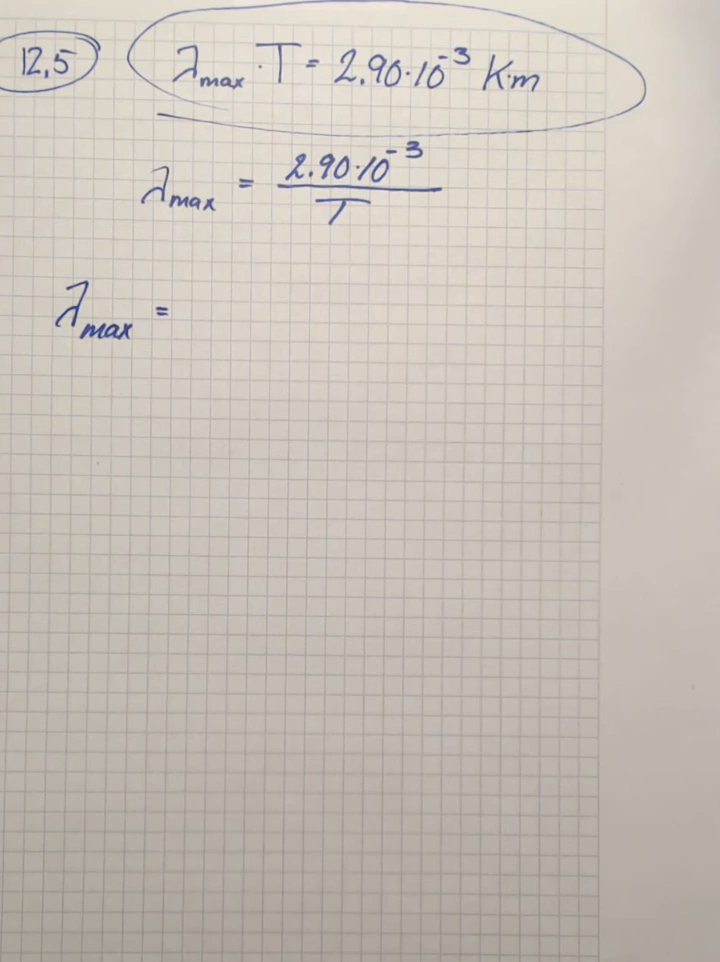 12,5
λmax · T = 2.90·10⁻³ K·m
λmax = 2.90·10⁻³ / T
λmax =